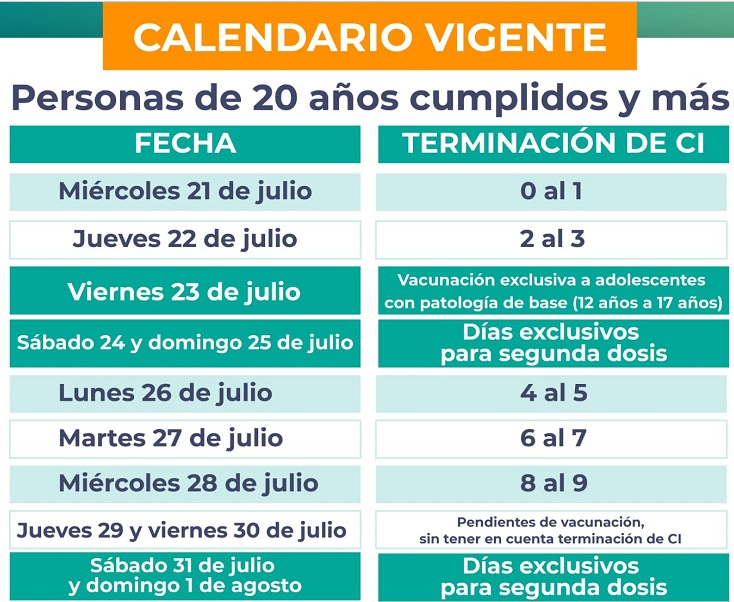 CALENDARIO VIGENTE
Personas de 20 años cumplidos y más
FECHA
TERMINACIÓN DE CI
Miércoles 21 de julio
0 al 1
Jueves 22 de julio
2 al 3
Viernes 23 de julio
Vacunación exclusiva a adolescentes
con patología de base (12 años a 17 años)
Sábado 24 y domingo 25 de julio
Días exclusivos
para segunda dosis
Lunes 26 de julio
4 al 5
Martes 27 de julio
6 al 7
Miércoles 28 de julio
8 al 9
Jueves 29 y viernes 30 de julio
Pendientes de vacunación,
sin tener en cuenta terminación de CI
Sábado 31 de julio
y domingo 1 de agosto
Días exclusivos
para segunda dosis